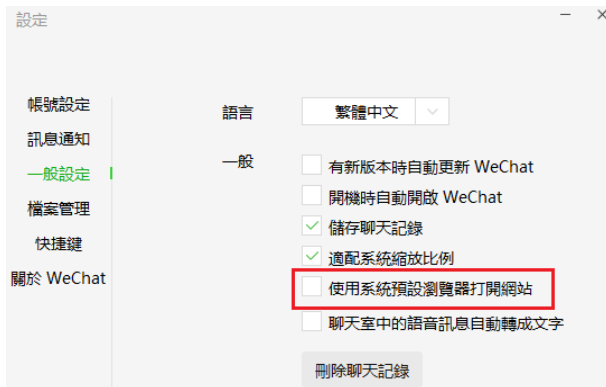 設定
帳號設定
訊息通知
一般設定
檔案管理
快捷鍵
關於 WeChat
語言 繁體中文
一般
有新版本時自動更新 WeChat
開機時自動開啟 WeChat
儲存聊天記錄
適配系統縮放比例
使用系統預設瀏覽器打開網站
聊天室中的語音訊息自動轉成文字
刪除聊天記錄